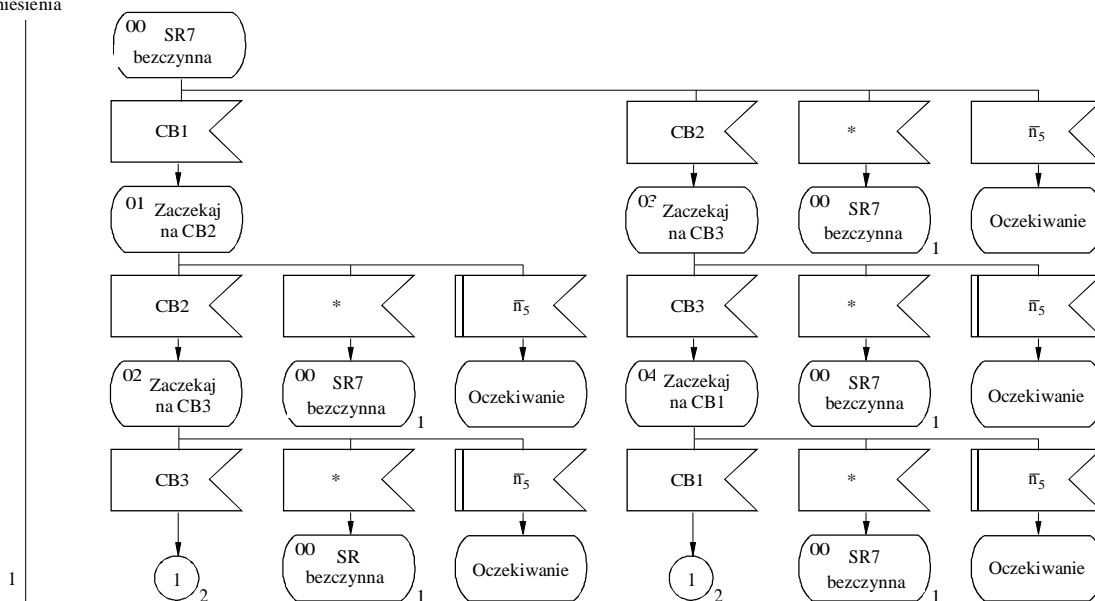 00 SR7
bezczynna
CB1
CB2
*
n̅5
01 Zaczekaj
na CB2
03 Zaczekaj
na CB3
00 SR7
bezczynna
1
Oczekiwanie
CB2
*
n̅5
CB3
*
n̅5
02 Zaczekaj
na CB3
00 SR7
bezczynna
1
Oczekiwanie
04 Zaczekaj
na CB1
00 SR7
bezczynna
1
Oczekiwanie
CB3
*
n̅5
CB1
*
n̅5
1
1
2
00 SR
bezczynna
1
Oczekiwanie
1
2
00 SR7
bezczynna
1
Oczekiwanie